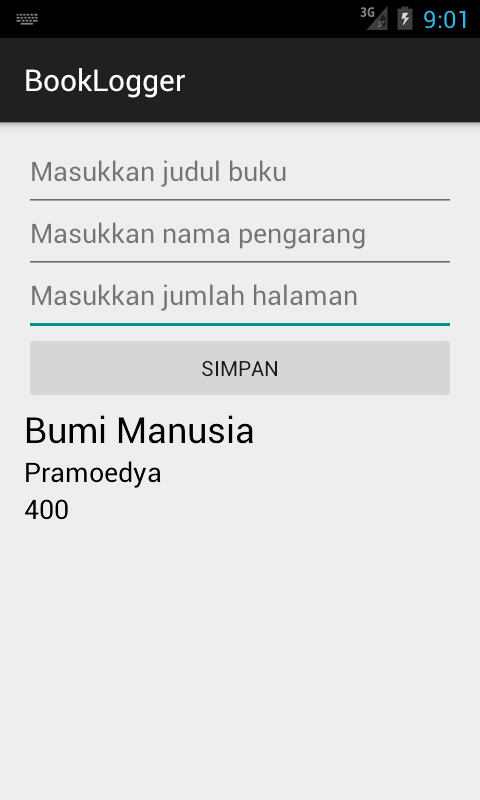 3G 9:01
BookLogger
Masukkan judul buku
Masukkan nama pengarang
Masukkan jumlah halaman
SIMPAN
Bumi Manusia
Pramoedya
400